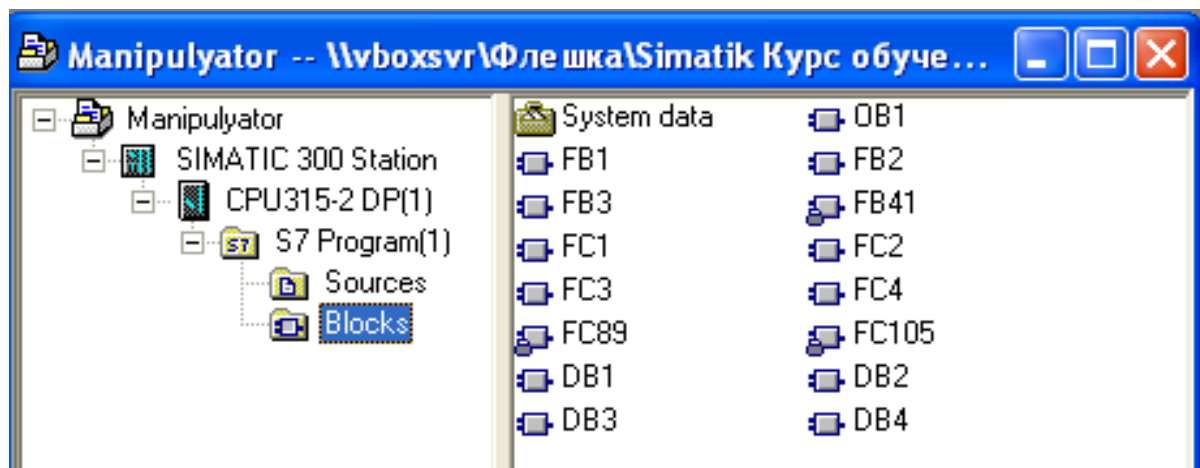 Manipulyator -- \\vboxsvr\Флешка\Simatik Курс обуче...
Manipulyator
SIMATIC 300 Station
CPU315-2 DP(1)
S7 Program(1)
Sources
Blocks
System data OB1
FB1 FB2
FB3 FB41
FC1 FC2
FC3 FC4
FC89 FC105
DB1 DB2
DB3 DB4